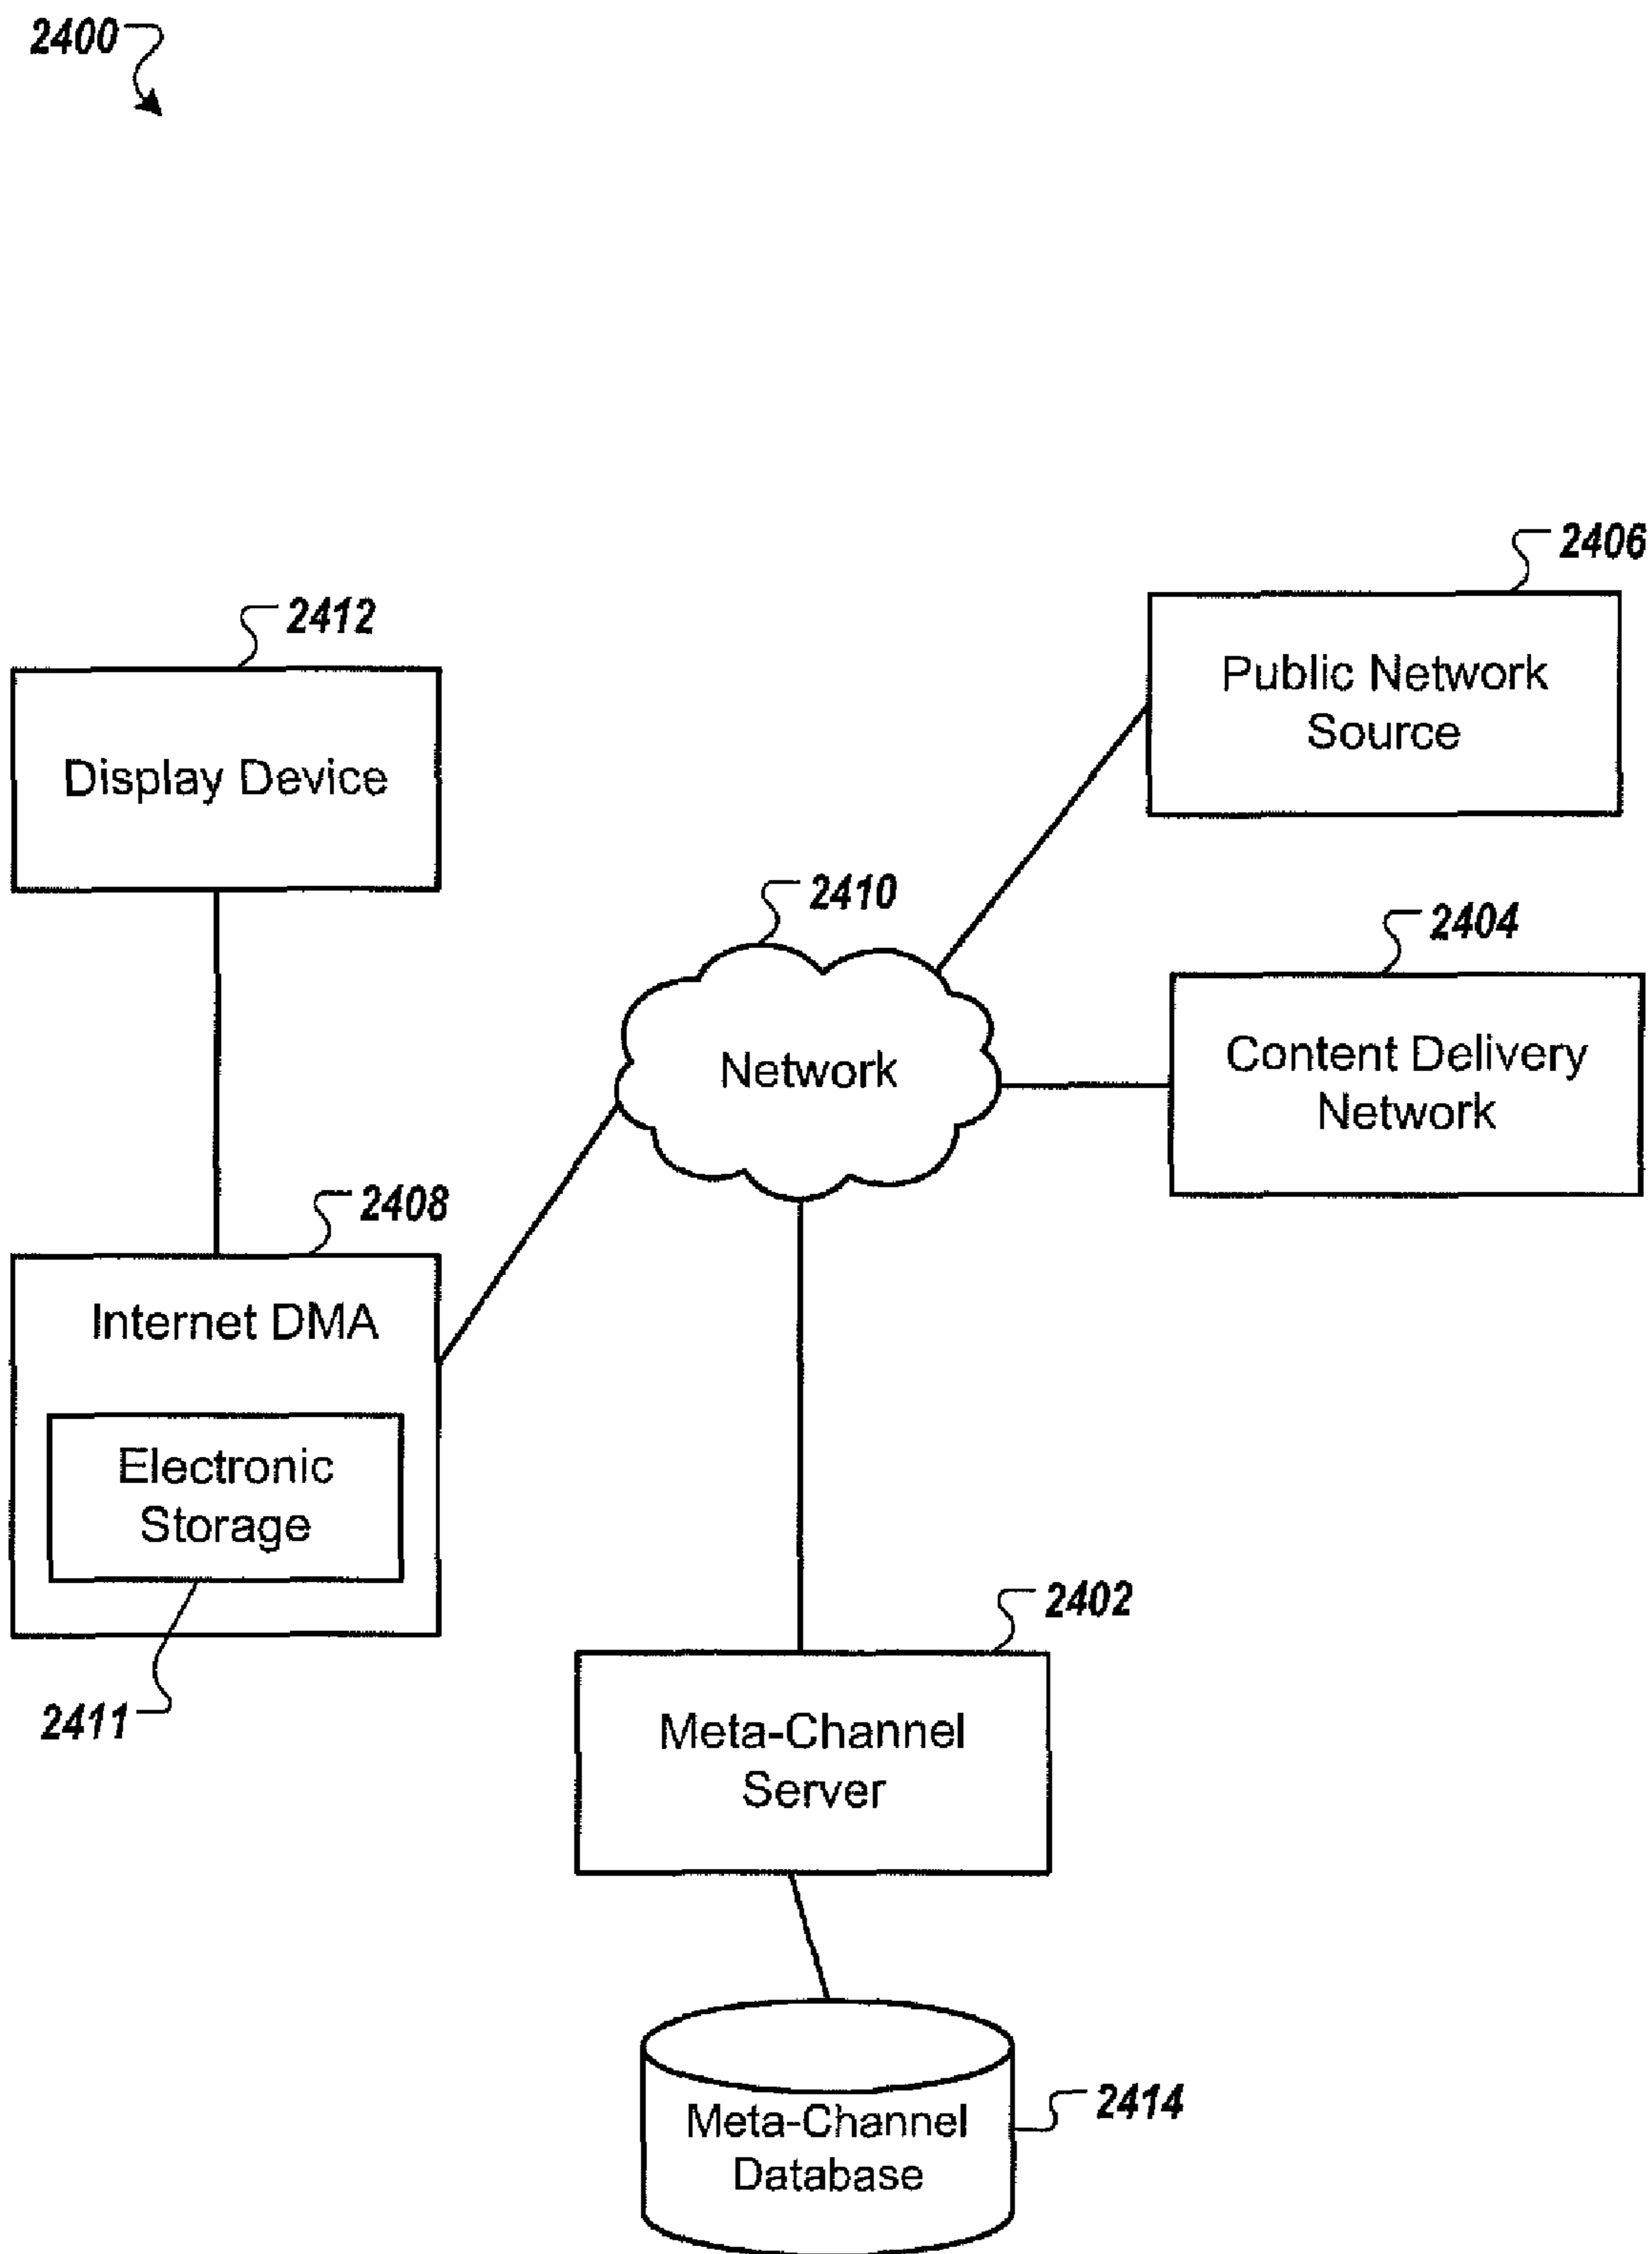 2400
2406
Public Network
Source
2412
Display Device
2410
Network
2404
Content Delivery
Network
2408
Internet DMA
Electronic
Storage
2411
2402
Meta-Channel
Server
2414
Meta-Channel
Database